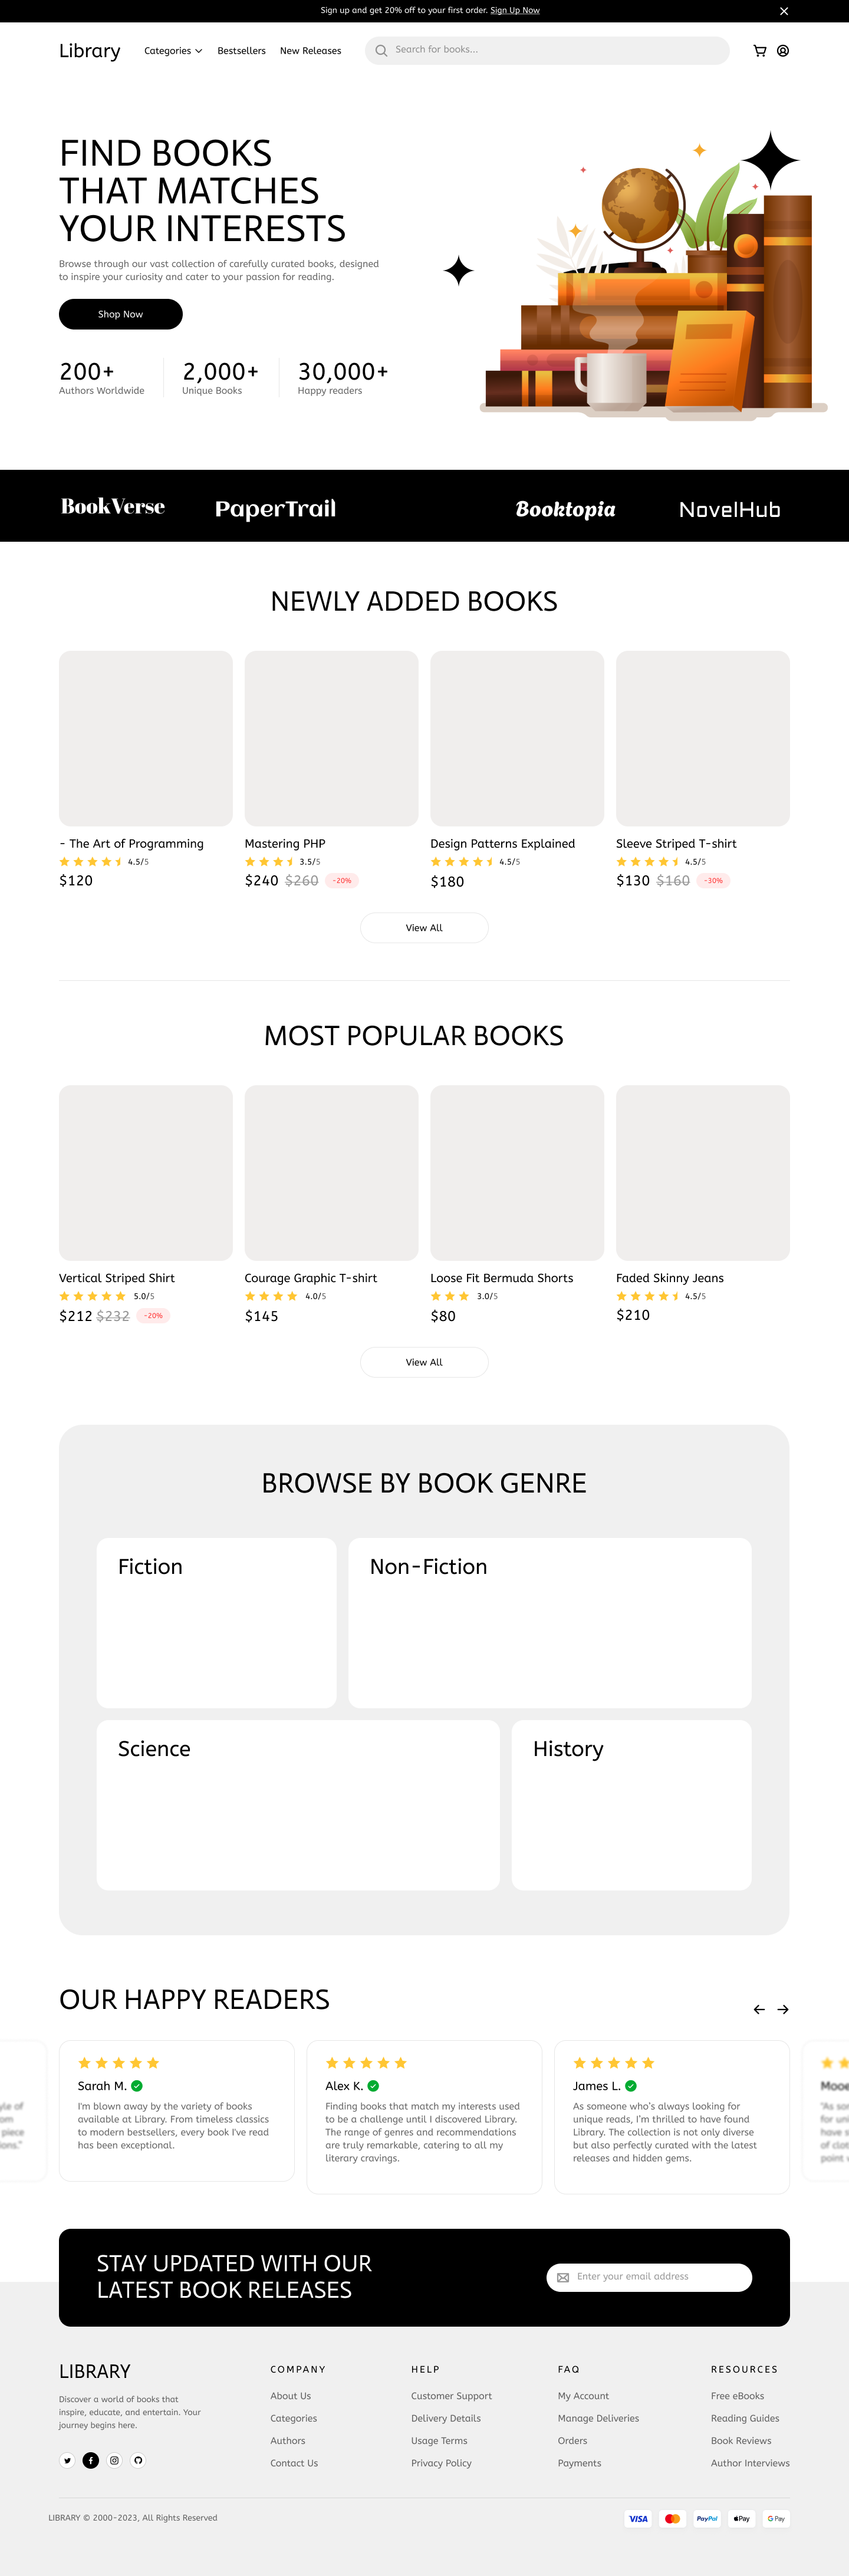 Sign up and get 20% off to your first order. Sign Up Now
Library
Categories
Bestsellers
New Releases
Search for books...
FIND BOOKS
THAT MATCHES
YOUR INTERESTS
Browse through our vast collection of carefully curated books, designed
to inspire your curiosity and cater to your passion for reading.
Shop Now
200+
Authors Worldwide
2,000+
Unique Books
30,000+
Happy readers
BookVerse
PaperTrail
Booktopia
NovelHub
NEWLY ADDED BOOKS
- The Art of Programming
4.5/5
$120
Mastering PHP
3.5/5
$240 $260 -20%
Design Patterns Explained
4.5/5
$180
Sleeve Striped T-shirt
4.5/5
$130 $160 -30%
View All
MOST POPULAR BOOKS
Vertical Striped Shirt
5.0/5
$212 $232 -20%
Courage Graphic T-shirt
4.0/5
$145
Loose Fit Bermuda Shorts
3.0/5
$80
Faded Skinny Jeans
4.5/5
$210
View All
BROWSE BY BOOK GENRE
Fiction
Non-Fiction
Science
History
OUR HAPPY READERS
Sarah M.
I'm blown away by the variety of books
available at Library. From timeless classics
to modern bestsellers, every book I've read
has been exceptional.
Alex K.
Finding books that match my interests used
to be a challenge until I discovered Library.
The range of genres and recommendations
are truly remarkable, catering to all my
literary cravings.
James L.
As someone who's always looking for
unique reads, I'm thrilled to have found
Library. The collection is not only diverse
but also perfectly curated with the latest
releases and hidden gems.
STAY UPDATED WITH OUR
LATEST BOOK RELEASES
Enter your email address
LIBRARY
Discover a world of books that
inspire, educate, and entertain. Your
journey begins here.
COMPANY
About Us
Categories
Authors
Contact Us
HELP
Customer Support
Delivery Details
Usage Terms
Privacy Policy
FAQ
My Account
Manage Deliveries
Orders
Payments
RESOURCES
Free eBooks
Reading Guides
Book Reviews
Author Interviews
LIBRARY © 2000-2023, All Rights Reserved
VISA
PayPal
Pay
G Pay